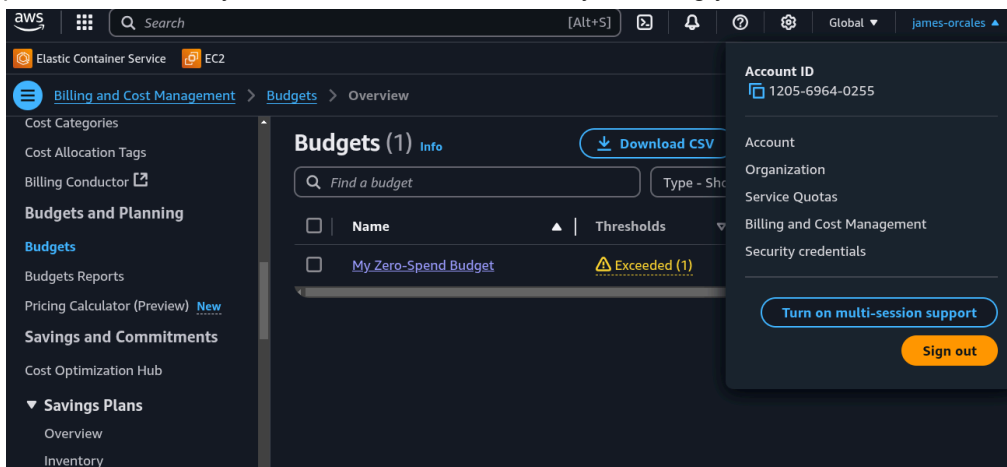 aws Search [Alt+S] Global ▼ james-orcales ▲
Elastic Container Service EC2
Billing and Cost Management > Budgets > Overview
Cost Categories
Cost Allocation Tags
Billing Conductor
Budgets and Planning
Budgets
Budgets Reports
Pricing Calculator (Preview) New
Savings and Commitments
Cost Optimization Hub
▼ Savings Plans
Overview
Inventory
Budgets (1) Info
Download CSV
Find a budget
Type - Sho
Name ▲ Thresholds
My Zero-Spend Budget Exceeded (1)
Account ID
1205-6964-0255
Account
Organization
Service Quotas
Billing and Cost Management
Security credentials
Turn on multi-session support
Sign out